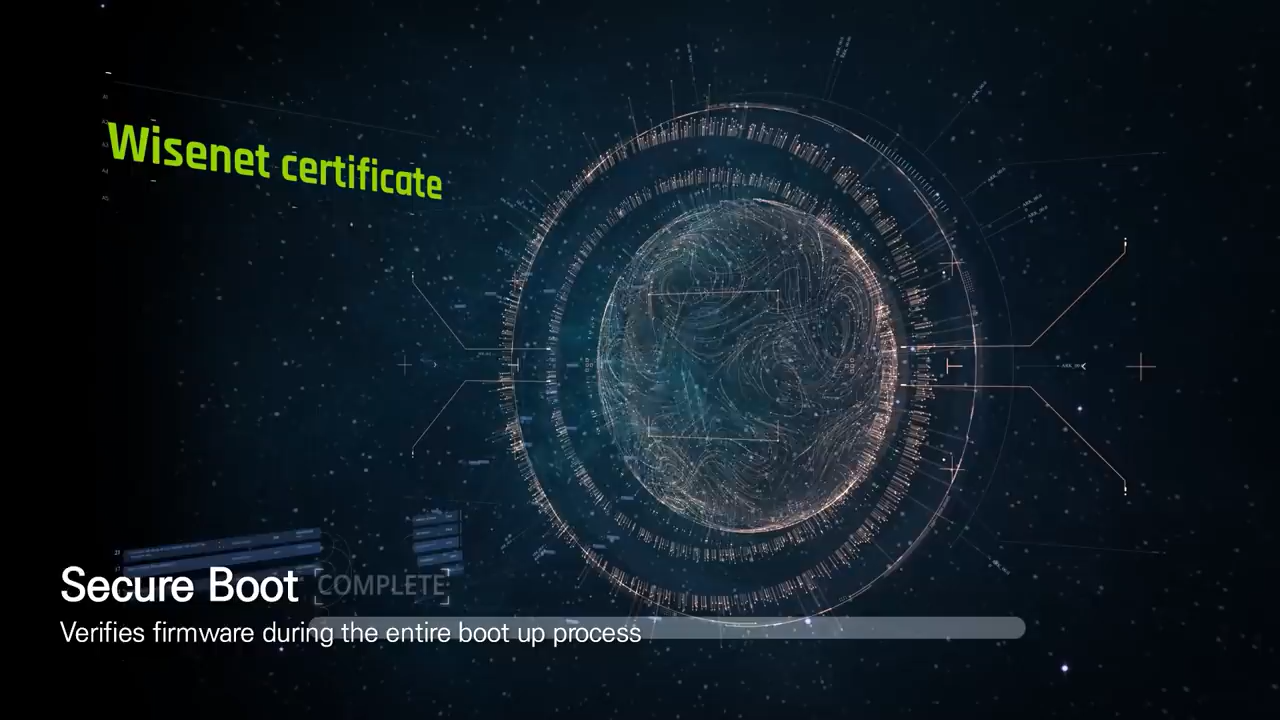 Wisenet certificate
Secure Boot
COMPLETE
Verifies firmware during the entire boot up process